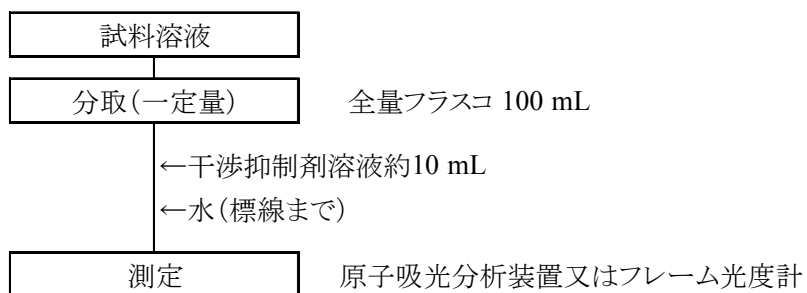 試料溶液
分取(一定量) 全量フラスコ 100 mL
←干渉抑制剤溶液約10 mL
←水(標線まで)
測定 原子吸光分析装置又はフレーム光度計